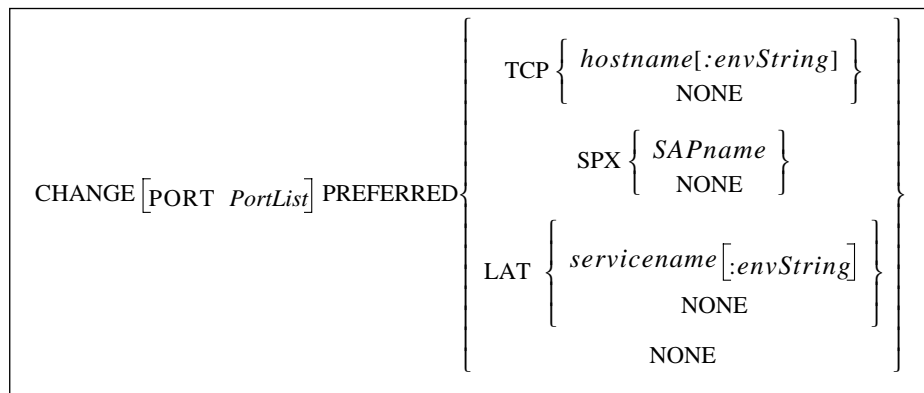 TCP { hostname[:envString] }
NONE
SPX { SAPname }
NONE
CHANGE [PORT PortList] PREFERRED {
LAT { servicename[:envString] }
NONE
NONE